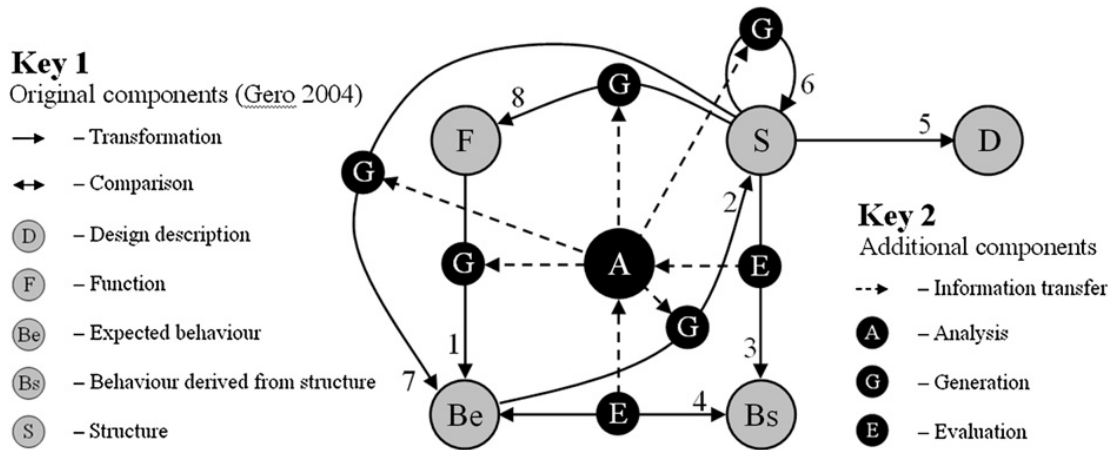 Key 1
Original components (Gero 2004)
– Transformation
– Comparison
D – Design description
F – Function
Be – Expected behaviour
Bs – Behaviour derived from structure
S – Structure
G
6
8 G
F S 5 D
G
2
G A E
G
1 3
7 4
Be E Bs
Key 2
Additional components
– Information transfer
A – Analysis
G – Generation
E – Evaluation